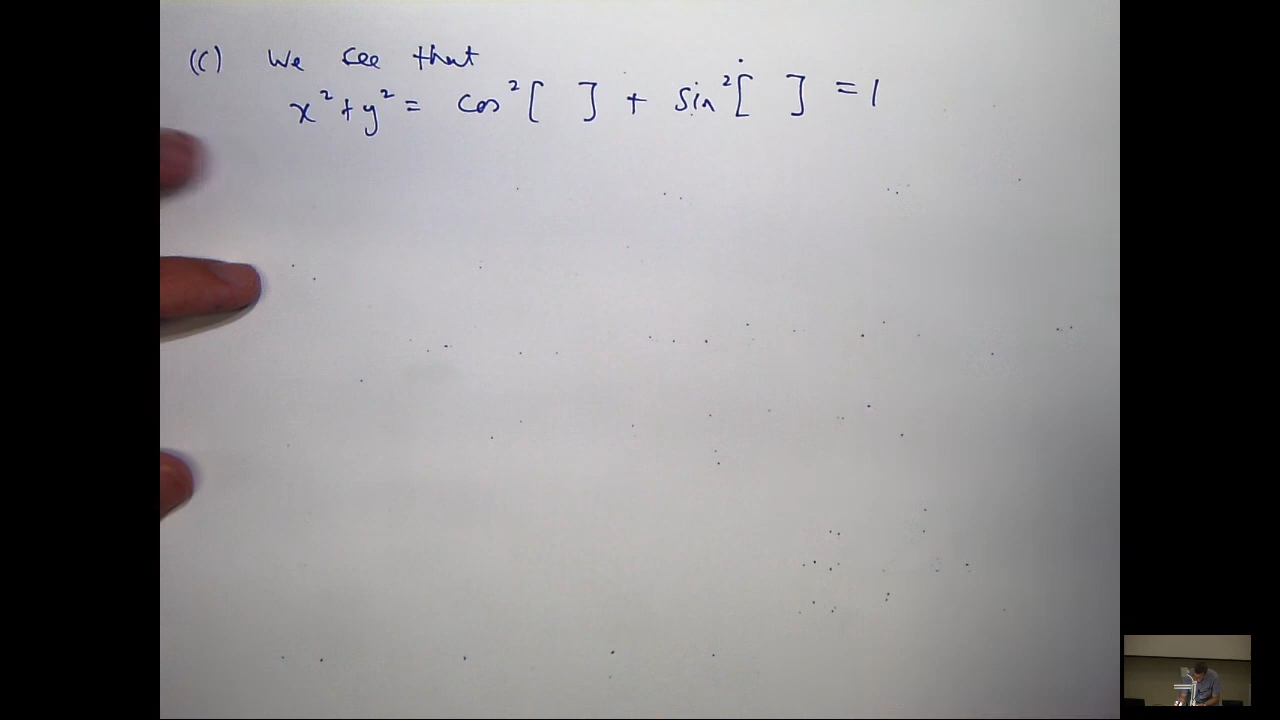 (c) We see that
x² + y² = cos²[ ] + sin²[ ] = 1